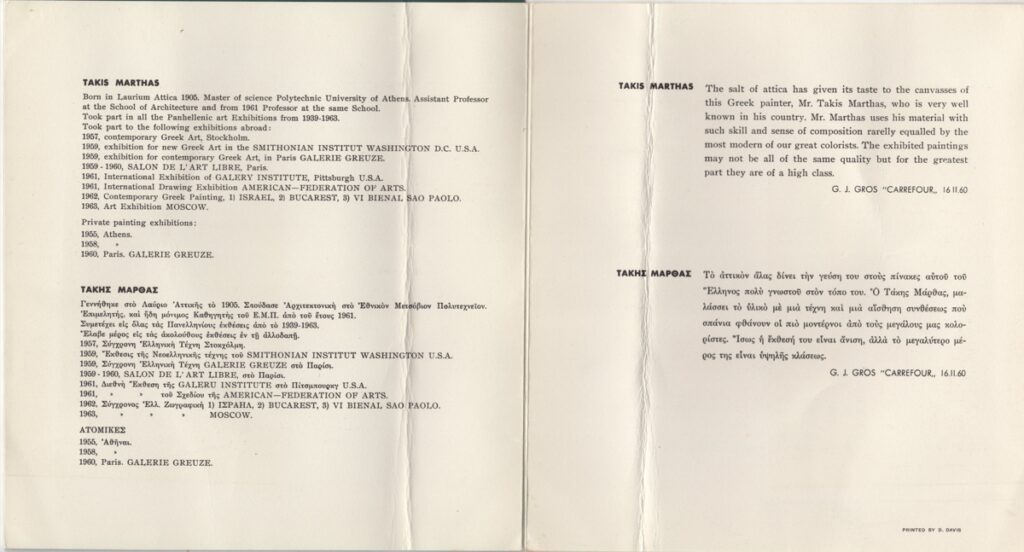 TAKIS MARTHAS
Born in Laurium Attica 1905. Master of science Polytechnic University of Athens. Assistant Professor
at the School of Architecture and from 1961 Professor at the same School.
Took part in all the Panhellenic art Exhibitions from 1939-1963.
Took part to the following exhibitions abroad:
1957, contemporary Greek Art, Stockholm.
1959, exhibition for new Greek Art in the SMITHONIAN INSTITUT WASHINGTON D.C. U.S.A.
1959, exhibition for contemporary Greek Art, in Paris GALERIE GREUZE.
1959 - 1960, SALON DE L' ART LIBRE, Paris.
1961, International Exhibition of GALERY INSTITUTE, Pittsburgh U.S.A.
1961, International Drawing Exhibition AMERICAN—FEDERATION OF ARTS.
1962, Contemporary Greek Painting, 1) ISRAEL, 2) BUCAREST, 3) VI BIENAL SAO PAOLO.
1963, Art Exhibition MOSCOW.
Private painting exhibitions:
1955, Athens.
1958, »
1960, Paris. GALERIE GREUZE.
ΤΑΚΗΣ ΜΑΡΘΑΣ
Γεννήθηκε στὸ Λαύριο Ἀττικῆς τὸ 1905. Σπούδασε Ἀρχιτεκτονικὴ στὸ Ἐθνικὸν Μετσόβιον Πολυτεχνεῖον.
Ἐπιμελητής, καὶ ἤδη μόνιμος Καθηγητὴς τοῦ Ε.Μ.Π. ἀπὸ τοῦ ἔτους 1961.
Συμετέχει εἰς ὅλας τὰς Πανελληνίους ἐκθέσεις ἀπὸ τὸ 1939-1963.
Ἔλαβε μέρος εἰς τὰς ἀκολούθους ἐκθέσεις ἐν τῇ ἀλλοδαπῇ.
1957, Σύγχρονη Ἑλληνικὴ Τέχνη Στοκχόλμη.
1959, Ἔκθεσις τῆς Νεοελληνικῆς τέχνης τοῦ SMITHONIAN INSTITUT WASHINGTON U.S.A.
1959, Σύγχρονη Ἑλληνικὴ Τέχνη GALERIE GREUZE στὸ Παρίσι.
1959 - 1960, SALON DE L' ART LIBRE, στὸ Παρίσι.
1961, Διεθνὴ Ἔκθεση τῆς GALERU INSTITUTE στὸ Πίτσμπουρκγ U.S.A.
1961, » » τοῦ Σχεδίου τῆς AMERICAN—FEDERATION OF ARTS.
1962, Σύγχρονος Ἑλλ. Ζωγραφικὴ 1) ΙΣΡΑΗΛ, 2) BUCAREST, 3) VI BIENAL SAO PAOLO.
1963, » » » MOSCOW.
ΑΤΟΜΙΚΕΣ
1955, Ἀθῆναι.
1958, »
1960, Paris. GALERIE GREUZE.
TAKIS MARTHAS The salt of attica has given its taste to the canvasses of
this Greek painter, Mr. Takis Marthas, who is very well
known in his country. Mr. Marthas uses his material with
such skill and sense of composition rarelly equalled by the
most modern of our great colorists. The exhibited paintings
may not be all of the same quality but for the greatest
part they are of a high class.
G. J. GROS "CARREFOUR,, 16 II.60
ΤΑΚΗΣ ΜΑΡΘΑΣ Τὸ ἀττικὸν ἅλας δίνει τὴν γεύση του στοὺς πίνακες αὐτοῦ τοῦ
Ἕλληνος πολὺ γνωστοῦ στὸν τόπο του. Ὁ Τάκης Μάρθας, μα-
λάσσει τὸ ὑλικὸ μὲ μιὰ τέχνη καὶ μιὰ αἴσθηση συνθέσεως ποὺ
σπάνια φθάνουν οἱ πιὸ μοντέρνοι ἀπὸ τοὺς μεγάλους μας κολο-
ρίστες. Ἴσως ἡ ἔκθεσή του εἶναι ἄνιση, ἀλλὰ τὸ μεγαλύτερο μέ-
ρος της εἶναι ὑψηλῆς κλάσεως.
G. J. GROS "CARREFOUR,, 16.II.60
PRINTED BY D. DAVIS